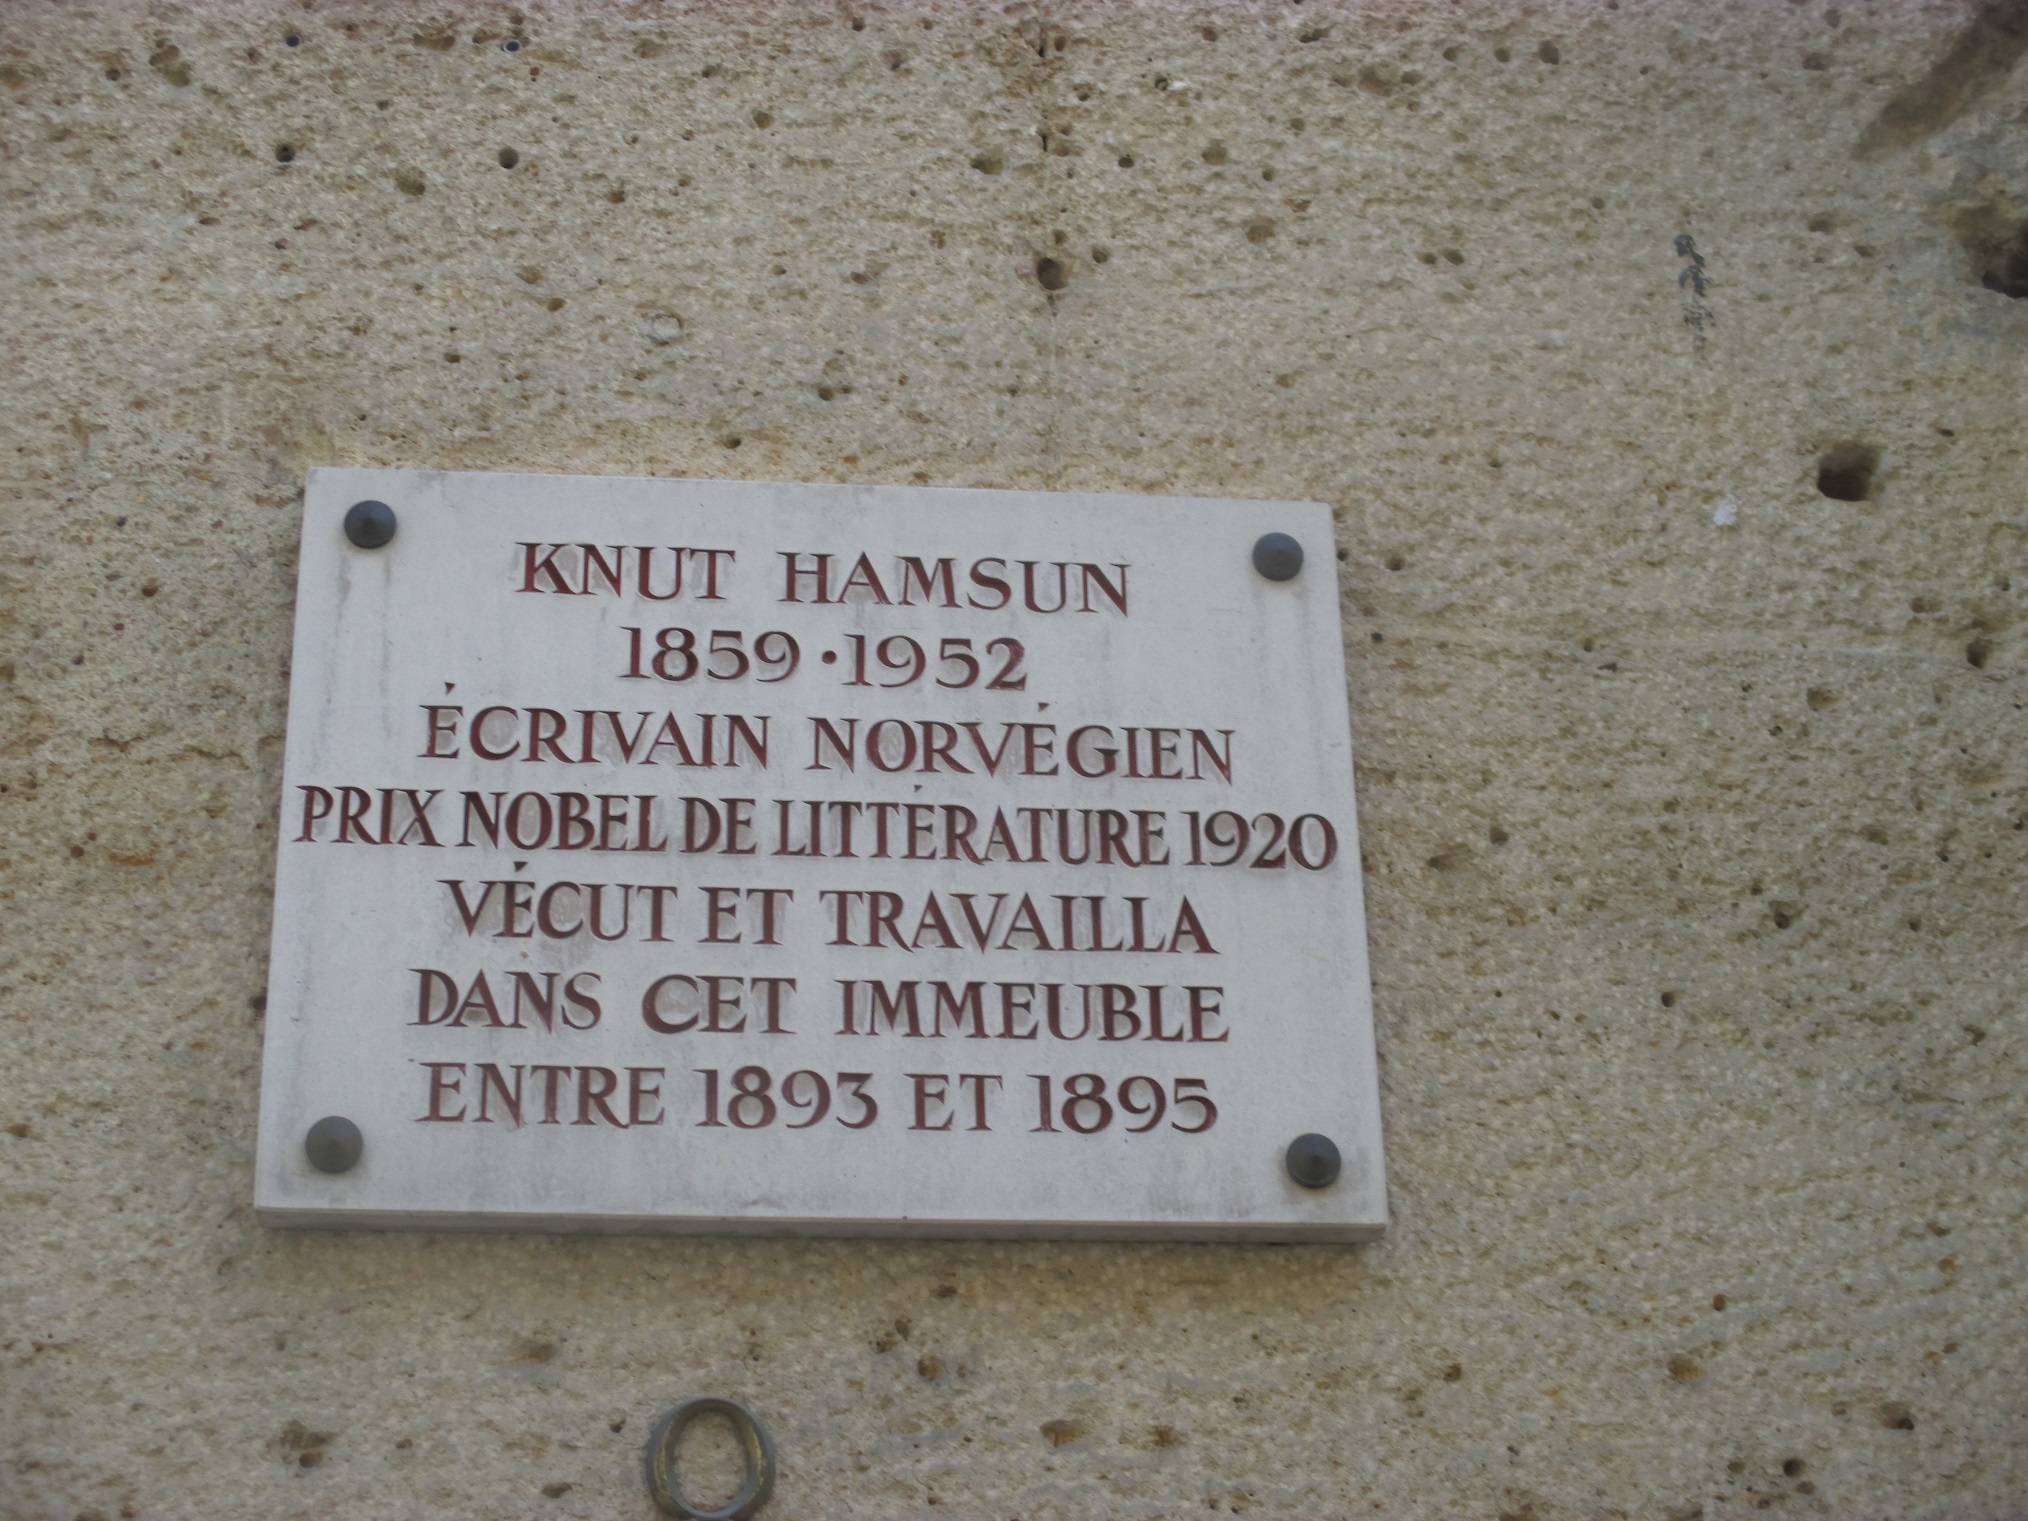 KNUT HAMSUN
1859 · 1952
ÉCRIVAIN NORVÉGIEN
PRIX NOBEL DE LITTÉRATURE 1920
VÉCUT ET TRAVAILLA
DANS CET IMMEUBLE
ENTRE 1893 ET 1895
O